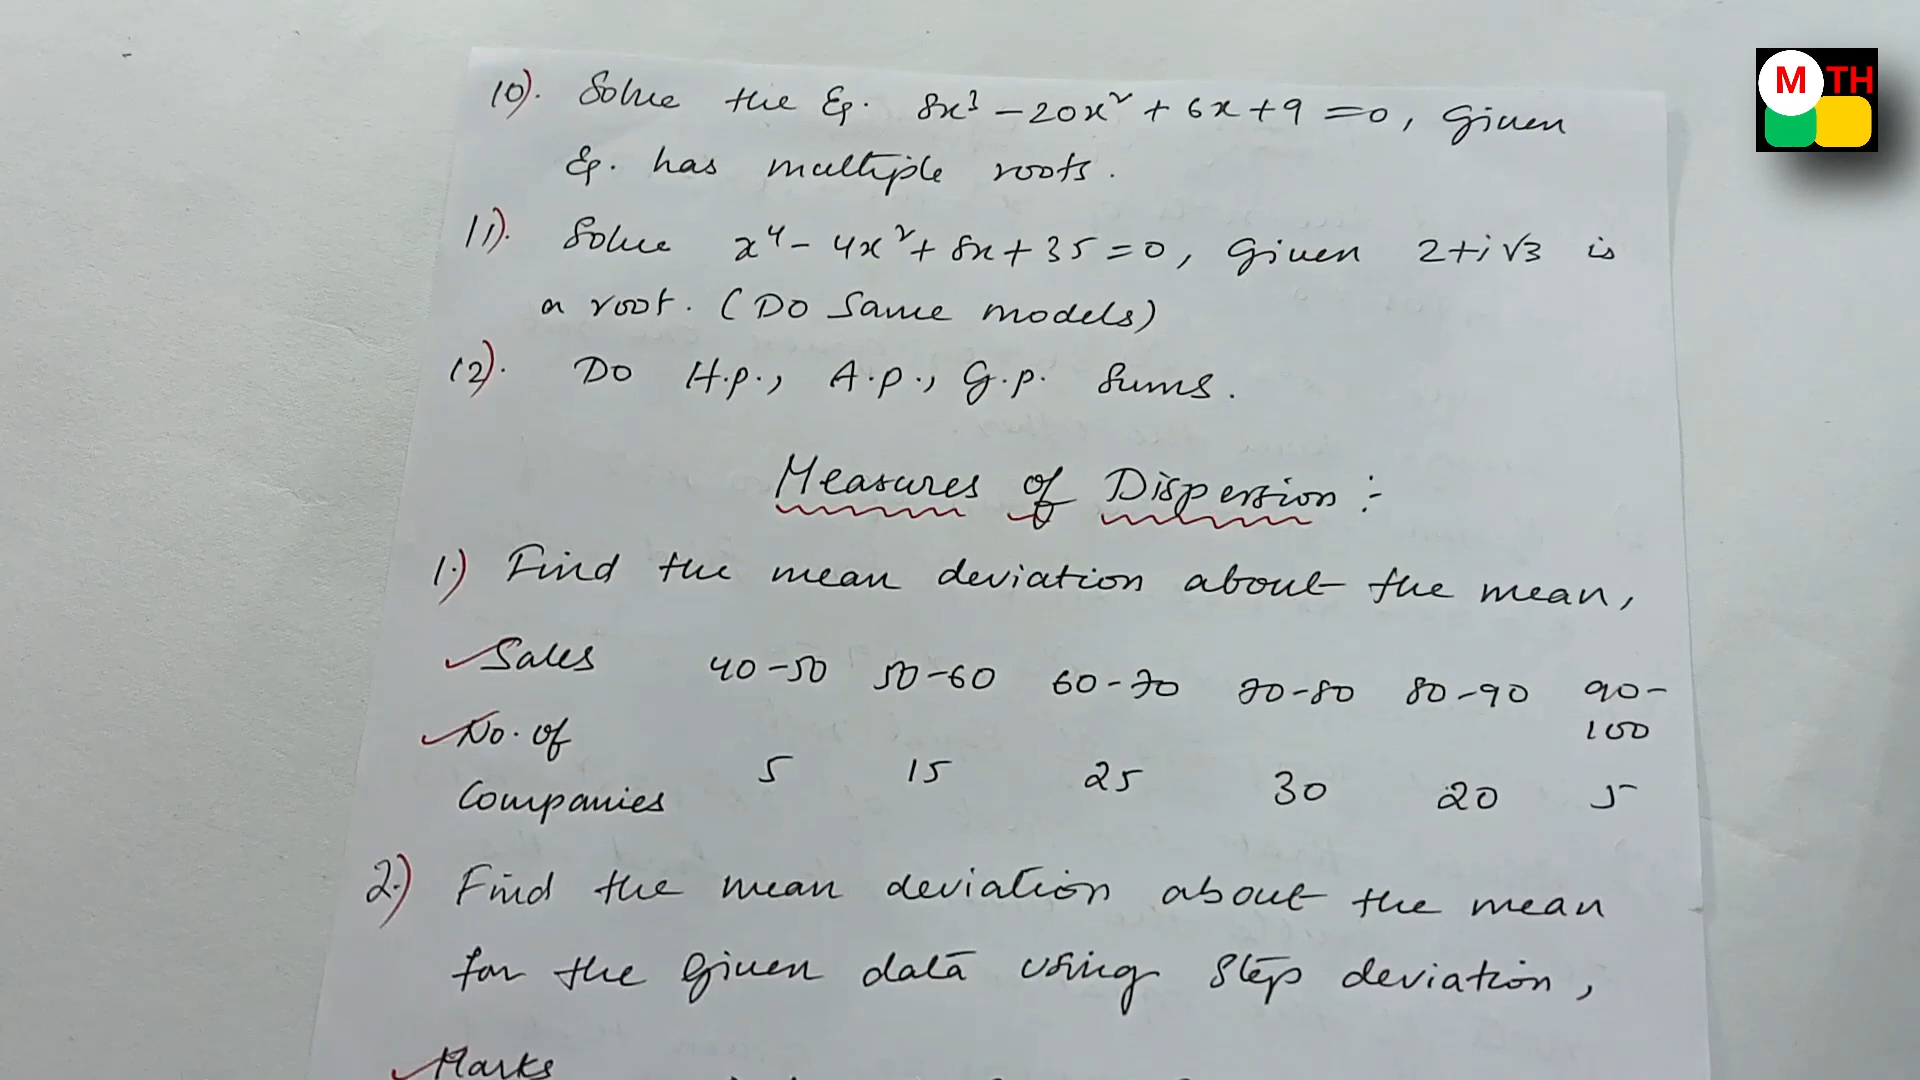 M TH
10). Solve the Eq. 8x³ – 20x² + 6x + 9 = 0, Given
Eq. has multiple roots.
11). Solve x⁴ – 4x² + 8x + 35 = 0, Given 2 + i√3 is
a root. (Do Same models)
12). Do H.p., A.p., G.p. Sums.
Measures of Dispersion :-
1.) Find the mean deviation about the mean,
Sales 40-50 50-60 60-70 70-80 80-90 90-100
No. of Companies 5 15 25 30 20 5
2.) Find the mean deviation about the mean
for the given data using Step deviation,
Marks